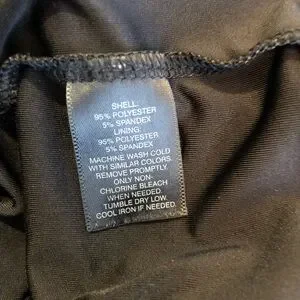 SHELL:
95% POLYESTER
5% SPANDEX
LINING:
95% POLYESTER
5% SPANDEX
MACHINE WASH COLD
WITH SIMILAR COLORS.
REMOVE PROMPTLY.
ONLY NON-
CHLORINE BLEACH
WHEN NEEDED.
TUMBLE DRY LOW.
COOL IRON IF NEEDED.